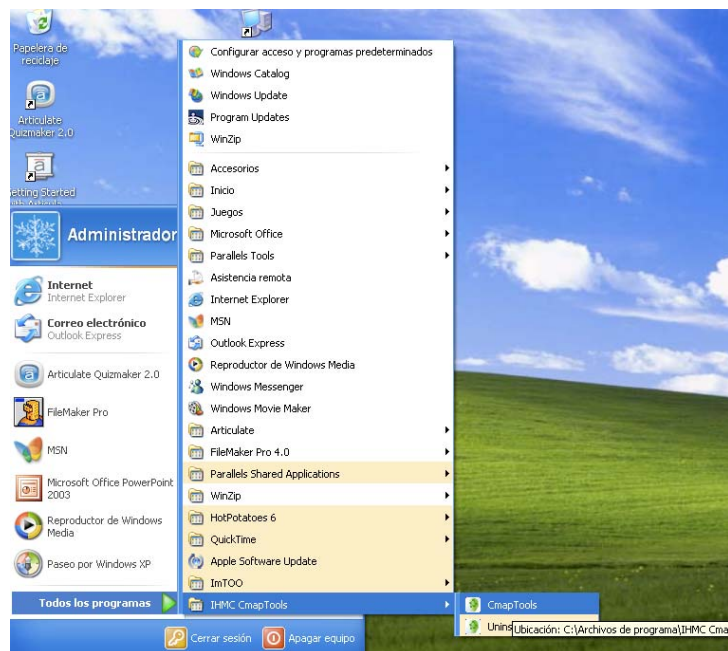 Papelera de
reciclaje
Articulate
Quizmaker 2.0
Getting Started
Administrador
Internet
Internet Explorer
Correo electrónico
Outlook Express
Articulate Quizmaker 2.0
FileMaker Pro
MSN
Microsoft Office PowerPoint
2003
Reproductor de Windows
Media
Paseo por Windows XP
Todos los programas
Configurar acceso y programas predeterminados
Windows Catalog
Windows Update
Program Updates
WinZip
Accesorios
Inicio
Juegos
Microsoft Office
Parallels Tools
Asistencia remota
Internet Explorer
MSN
Outlook Express
Reproductor de Windows Media
Windows Messenger
Windows Movie Maker
Articulate
FileMaker Pro 4.0
Parallels Shared Applications
WinZip
HotPotatoes 6
QuickTime
Apple Software Update
ImTOO
IHMC CmapTools
CmapTools
Unins
Ubicación: C:\Archivos de programa\IHMC Cma
Cerrar sesión
Apagar equipo